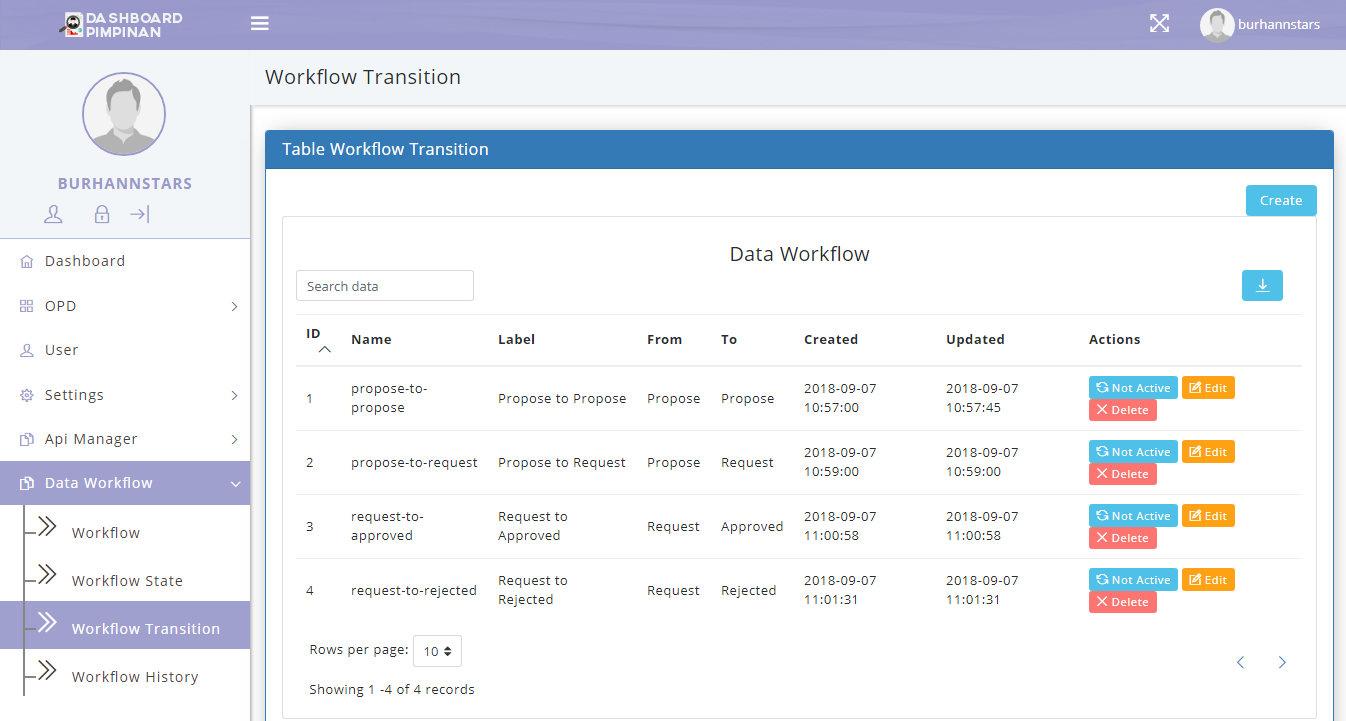 DASHBOARD
PIMPINAN
burhannstars
BURHANNSTARS
Dashboard
OPD
User
Settings
Api Manager
Data Workflow
Workflow
Workflow State
Workflow Transition
Workflow History
Workflow Transition
Table Workflow Transition
Create
Data Workflow
Search data
ID Name Label From To Created Updated Actions
1 propose-to-propose Propose to Propose Propose Propose 2018-09-07 10:57:00 2018-09-07 10:57:45 Not Active Edit Delete
2 propose-to-request Propose to Request Propose Request 2018-09-07 10:59:00 2018-09-07 10:59:00 Not Active Edit Delete
3 request-to-approved Request to Approved Request Approved 2018-09-07 11:00:58 2018-09-07 11:00:58 Not Active Edit Delete
4 request-to-rejected Request to Rejected Request Rejected 2018-09-07 11:01:31 2018-09-07 11:01:31 Not Active Edit Delete
Rows per page: 10
Showing 1 -4 of 4 records